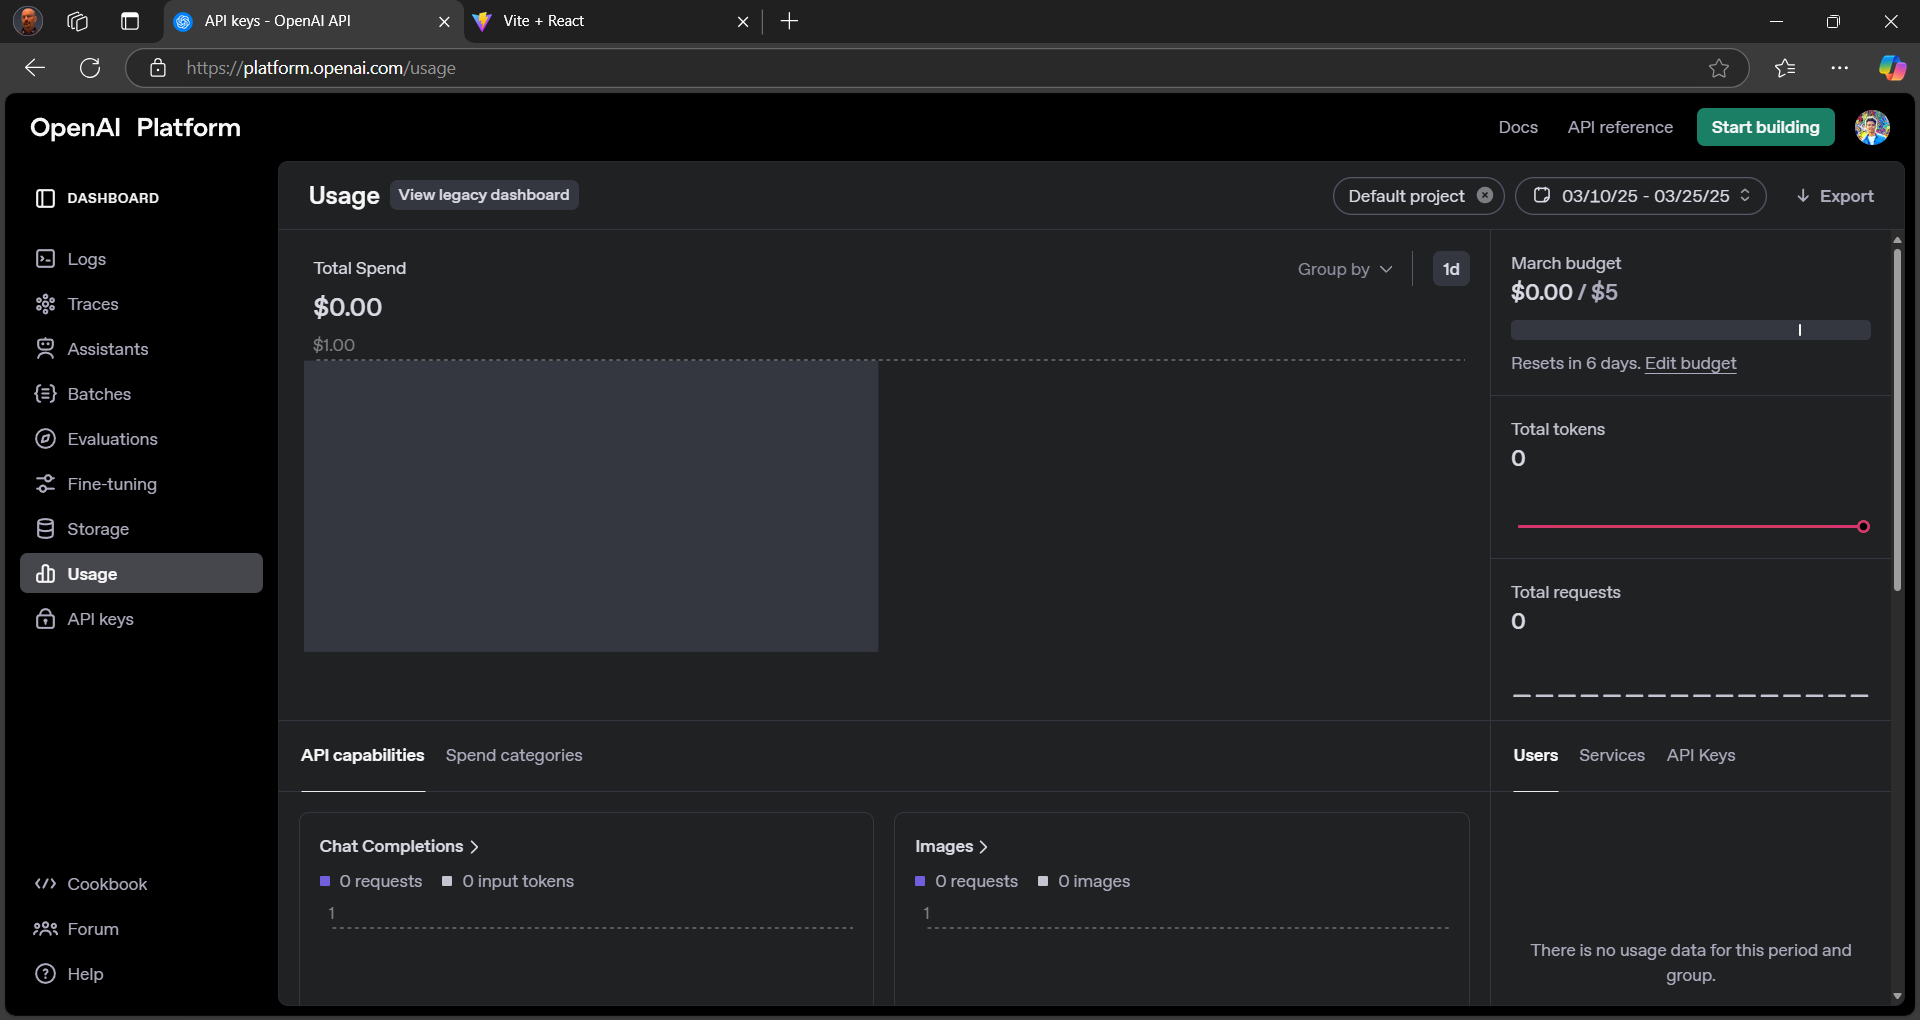 API keys - OpenAI API
Vite + React
https://platform.openai.com/usage
OpenAI Platform
Docs
API reference
Start building
DASHBOARD
Logs
Traces
Assistants
Batches
Evaluations
Fine-tuning
Storage
Usage
API keys
Cookbook
Forum
Help
Usage
View legacy dashboard
Default project
03/10/25 - 03/25/25
Export
Total Spend
$0.00
Group by
1d
$1.00
March budget
$0.00 / $5
Resets in 6 days. Edit budget
Total tokens
0
Total requests
0
API capabilities
Spend categories
Chat Completions
0 requests
0 input tokens
1
Images
0 requests
0 images
1
Users
Services
API Keys
There is no usage data for this period and
group.